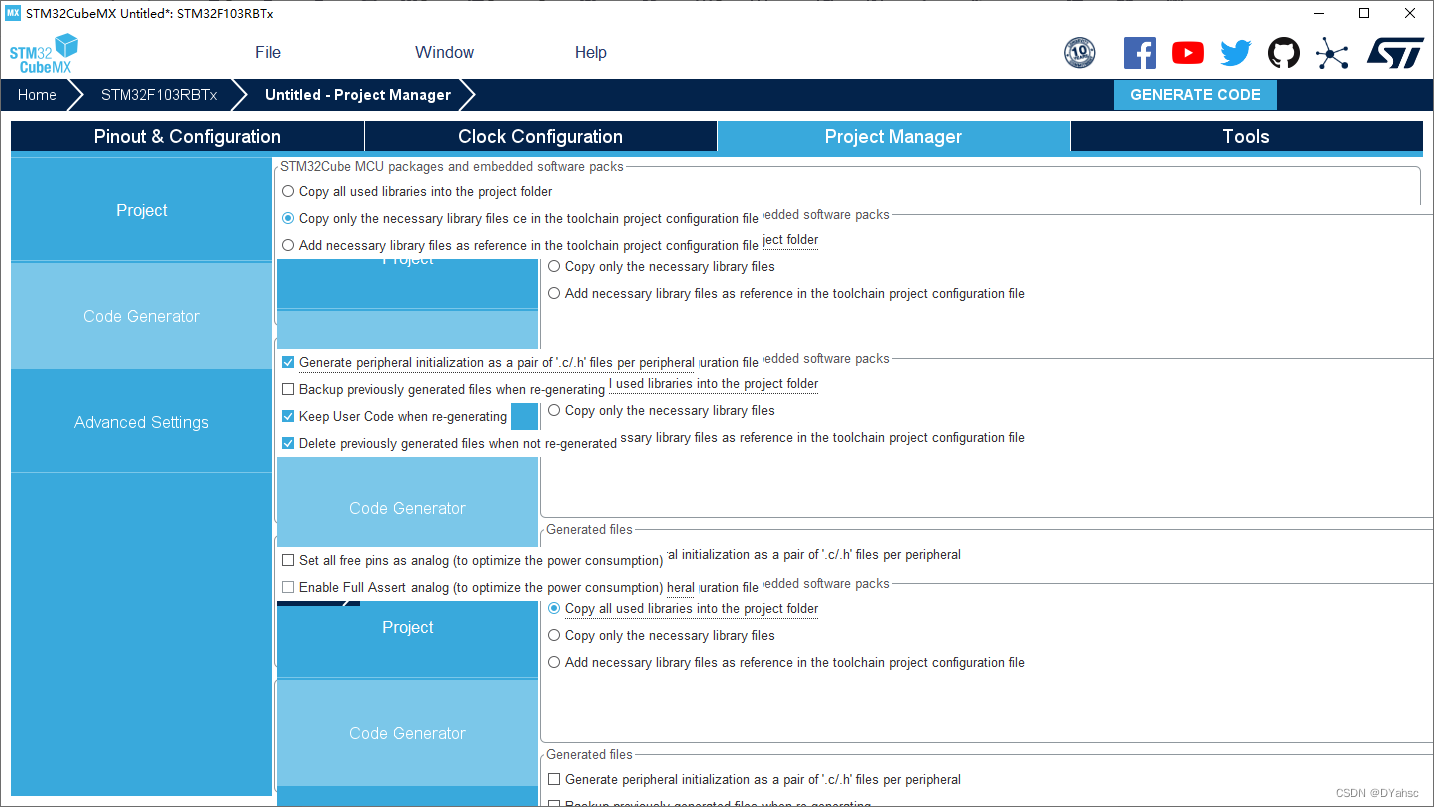 MX STM32CubeMX Untitled*: STM32F103RBTx
STM32 CubeMX
File Window Help
10
Home STM32F103RBTx Untitled - Project Manager GENERATE CODE
Pinout & Configuration Clock Configuration Project Manager Tools
STM32Cube MCU packages and embedded software packs
Copy all used libraries into the project folder
Project
Copy only the necessary library files ce in the toolchain project configuration file edded software packs
Add necessary library files as reference in the toolchain project configuration file ject folder
Project
Copy only the necessary library files
Add necessary library files as reference in the toolchain project configuration file
Code Generator
Generate peripheral initialization as a pair of '.c/.h' files per peripheral uration file edded software packs
Backup previously generated files when re-generating l used libraries into the project folder
Keep User Code when re-generating
Copy only the necessary library files
Advanced Settings
Delete previously generated files when not re-generated ssary library files as reference in the toolchain project configuration file
Code Generator
Generated files
Set all free pins as analog (to optimize the power consumption) al initialization as a pair of '.c/.h' files per peripheral
Enable Full Assert analog (to optimize the power consumption) heral uration file edded software packs
Copy all used libraries into the project folder
Project
Copy only the necessary library files
Add necessary library files as reference in the toolchain project configuration file
Code Generator
Generated files
Generate peripheral initialization as a pair of '.c/.h' files per peripheral
Backup previously generated files when re-generating
CSDN @DYahsc